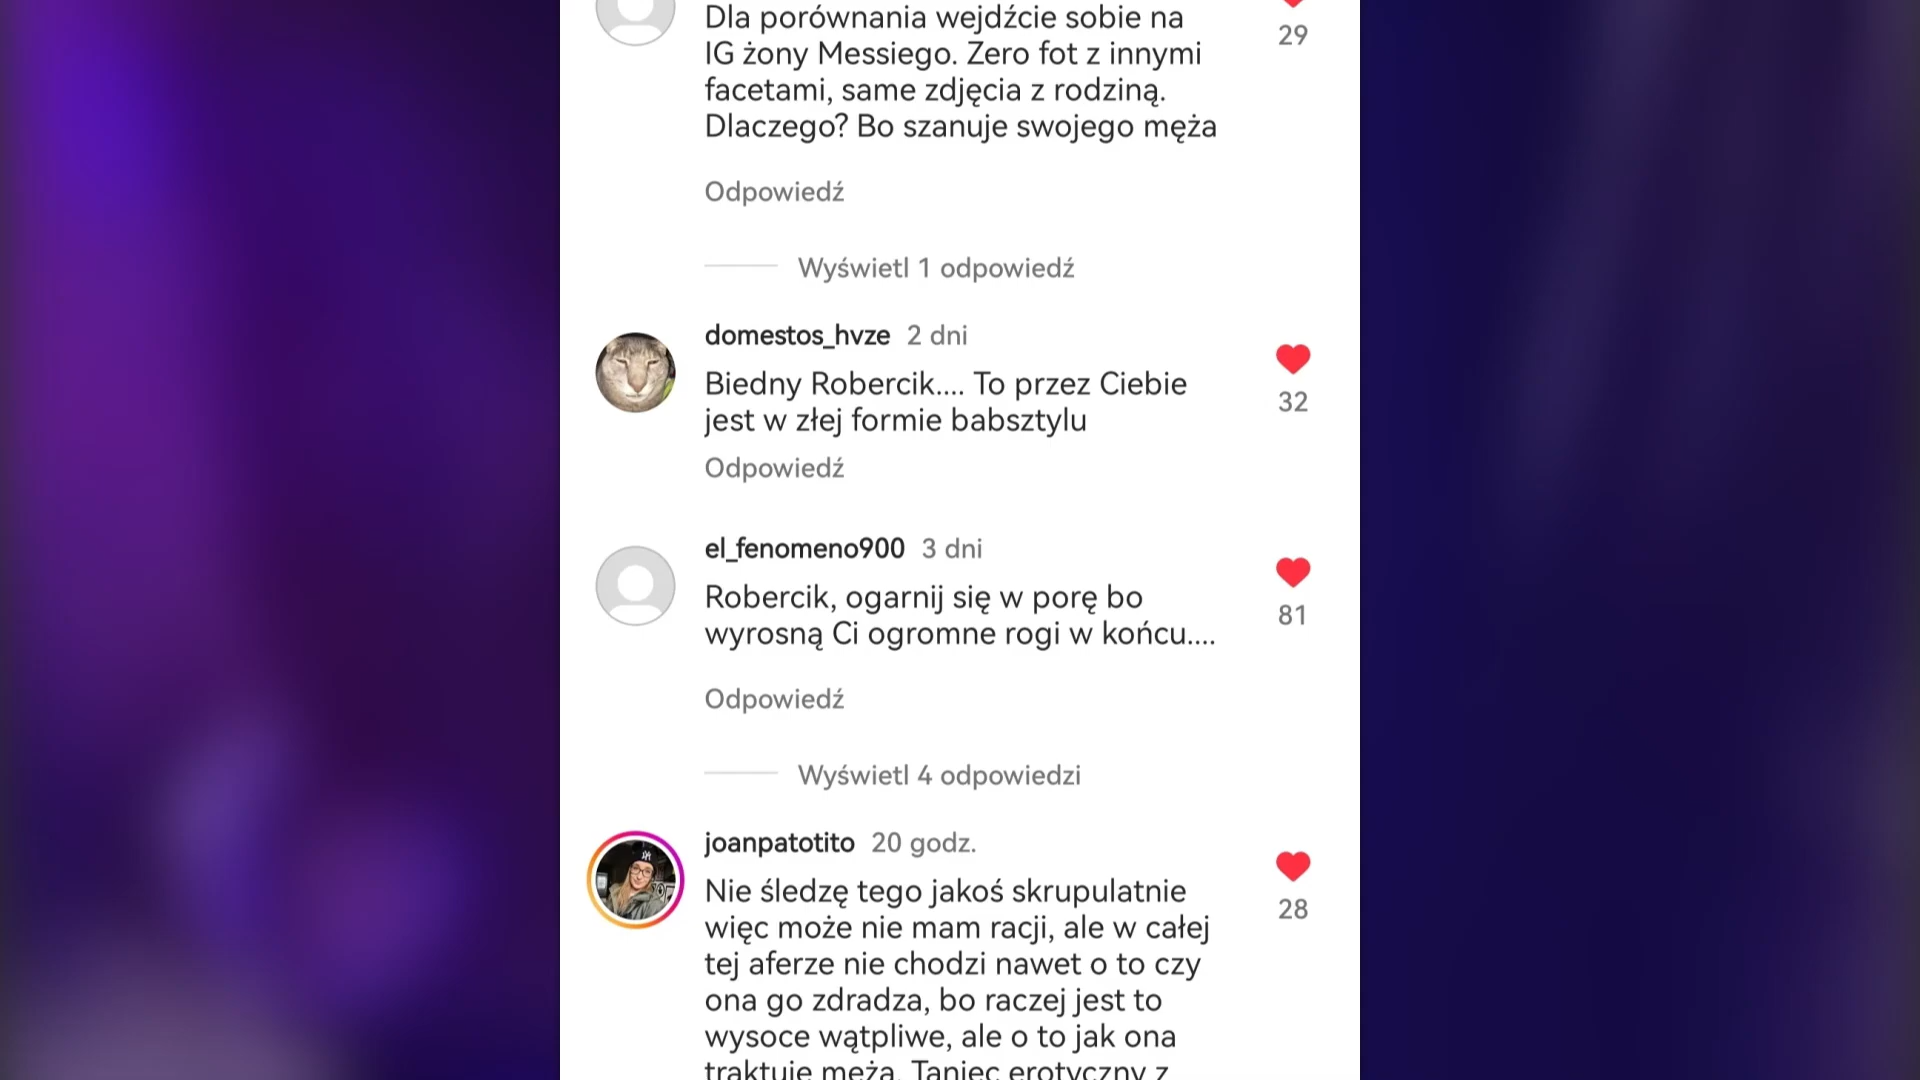 Dla porównania wejdźcie sobie na
29
IG żony Messiego. Zero fot z innymi
facetami, same zdjęcia z rodziną.
Dlaczego? Bo szanuje swojego męża
Odpowiedź
Wyświetl 1 odpowiedź
domestos_hvze 2 dni
Biedny Robercik.... To przez Ciebie
jest w złej formie babsztylu
32
Odpowiedź
el_fenomeno900 3 dni
Robercik, ogarnij się w porę bo
wyrosną Ci ogromne rogi w końcu....
81
Odpowiedź
Wyświetl 4 odpowiedzi
joanpatotito 20 godz.
Nie śledzę tego jakoś skrupulatnie
28
więc może nie mam racji, ale w całej
tej aferze nie chodzi nawet o to czy
ona go zdradza, bo raczej jest to
wysoce wątpliwe, ale o to jak ona
traktuje męża. Taniec erotyczny z